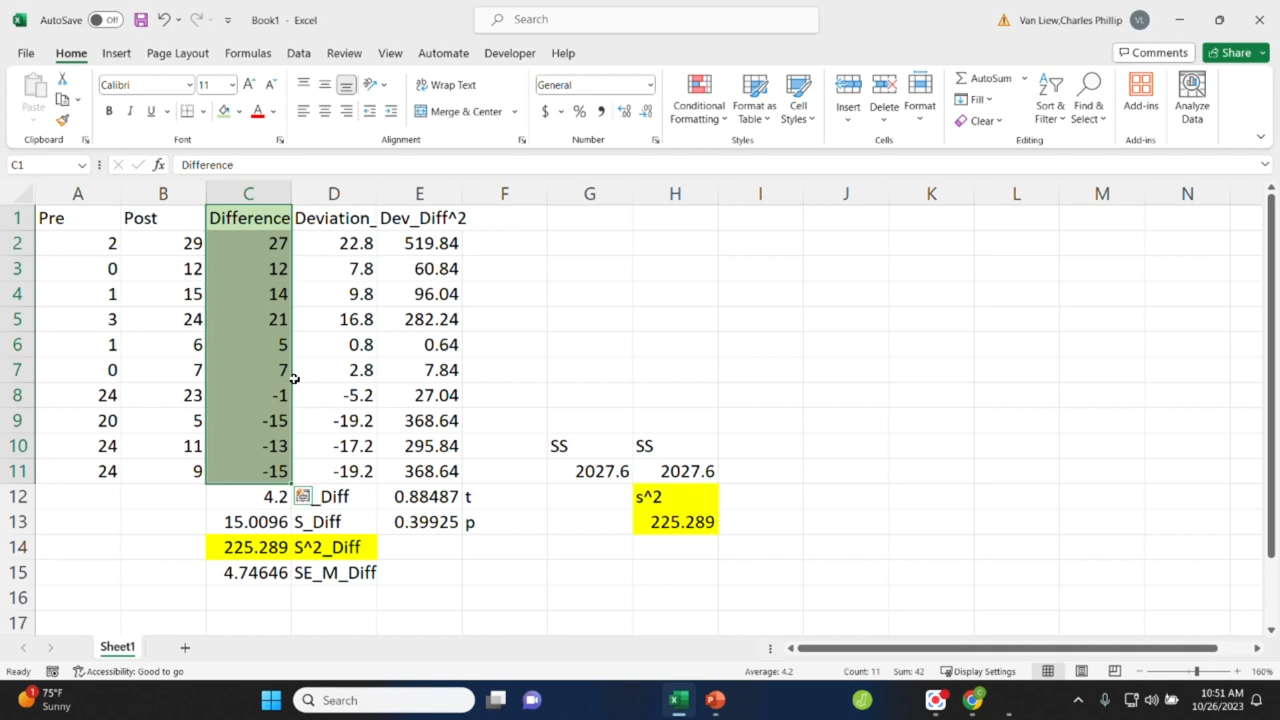 AutoSave Off Book1 - Excel Search Van Liew,Charles Phillip VL
File Home Insert Page Layout Formulas Data Review View Automate Developer Help Comments Share
Paste Calibri 11 Wrap Text General Conditional Formatting Format as Table Cell Styles Insert Delete Format AutoSum Fill Clear Sort & Filter Find & Select Add-ins Analyze Data
B I U A Merge & Center $ % 9
Clipboard Font Alignment Number Styles Cells Editing Add-ins
C1 fx Difference
A B C D E F G H I J K L M N
1 Pre Post Difference Deviation_ Dev_Diff^2
2 2 29 27 22.8 519.84
3 0 12 12 7.8 60.84
4 1 15 14 9.8 96.04
5 3 24 21 16.8 282.24
6 1 6 5 0.8 0.64
7 0 7 7 2.8 7.84
8 24 23 -1 -5.2 27.04
9 20 5 -15 -19.2 368.64
10 24 11 -13 -17.2 295.84 SS SS
11 24 9 -15 -19.2 368.64 2027.6 2027.6
12 4.2 _Diff 0.88487 t s^2
13 15.0096 S_Diff 0.39925 p 225.289
14 225.289 S^2_Diff
15 4.74646 SE_M_Diff
16
17
Sheet1
Ready Accessibility: Good to go Average: 4.2 Count: 11 Sum: 42 Display Settings 160%
1 75°F Search 10:51 AM
Sunny 10/26/2023